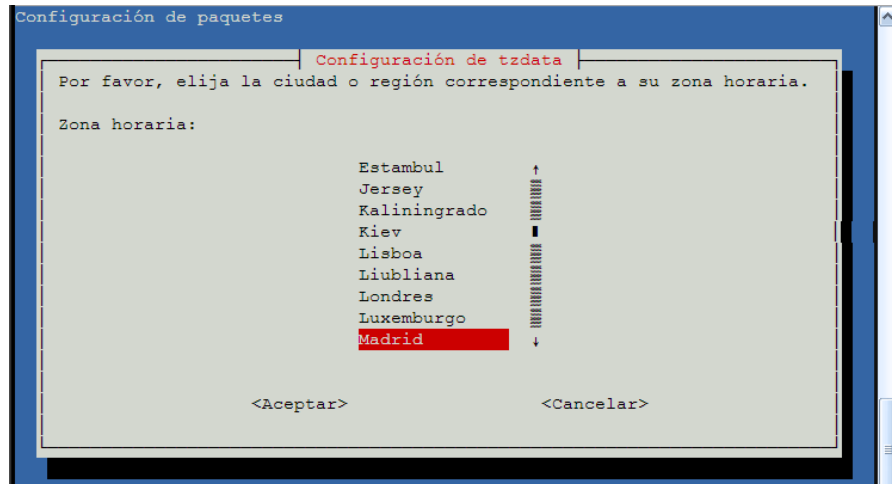 Configuración de paquetes
Configuración de tzdata
Por favor, elija la ciudad o región correspondiente a su zona horaria.
Zona horaria:
Estambul
Jersey
Kaliningrado
Kiev
Lisboa
Liubliana
Londres
Luxemburgo
Madrid
<Aceptar> <Cancelar>